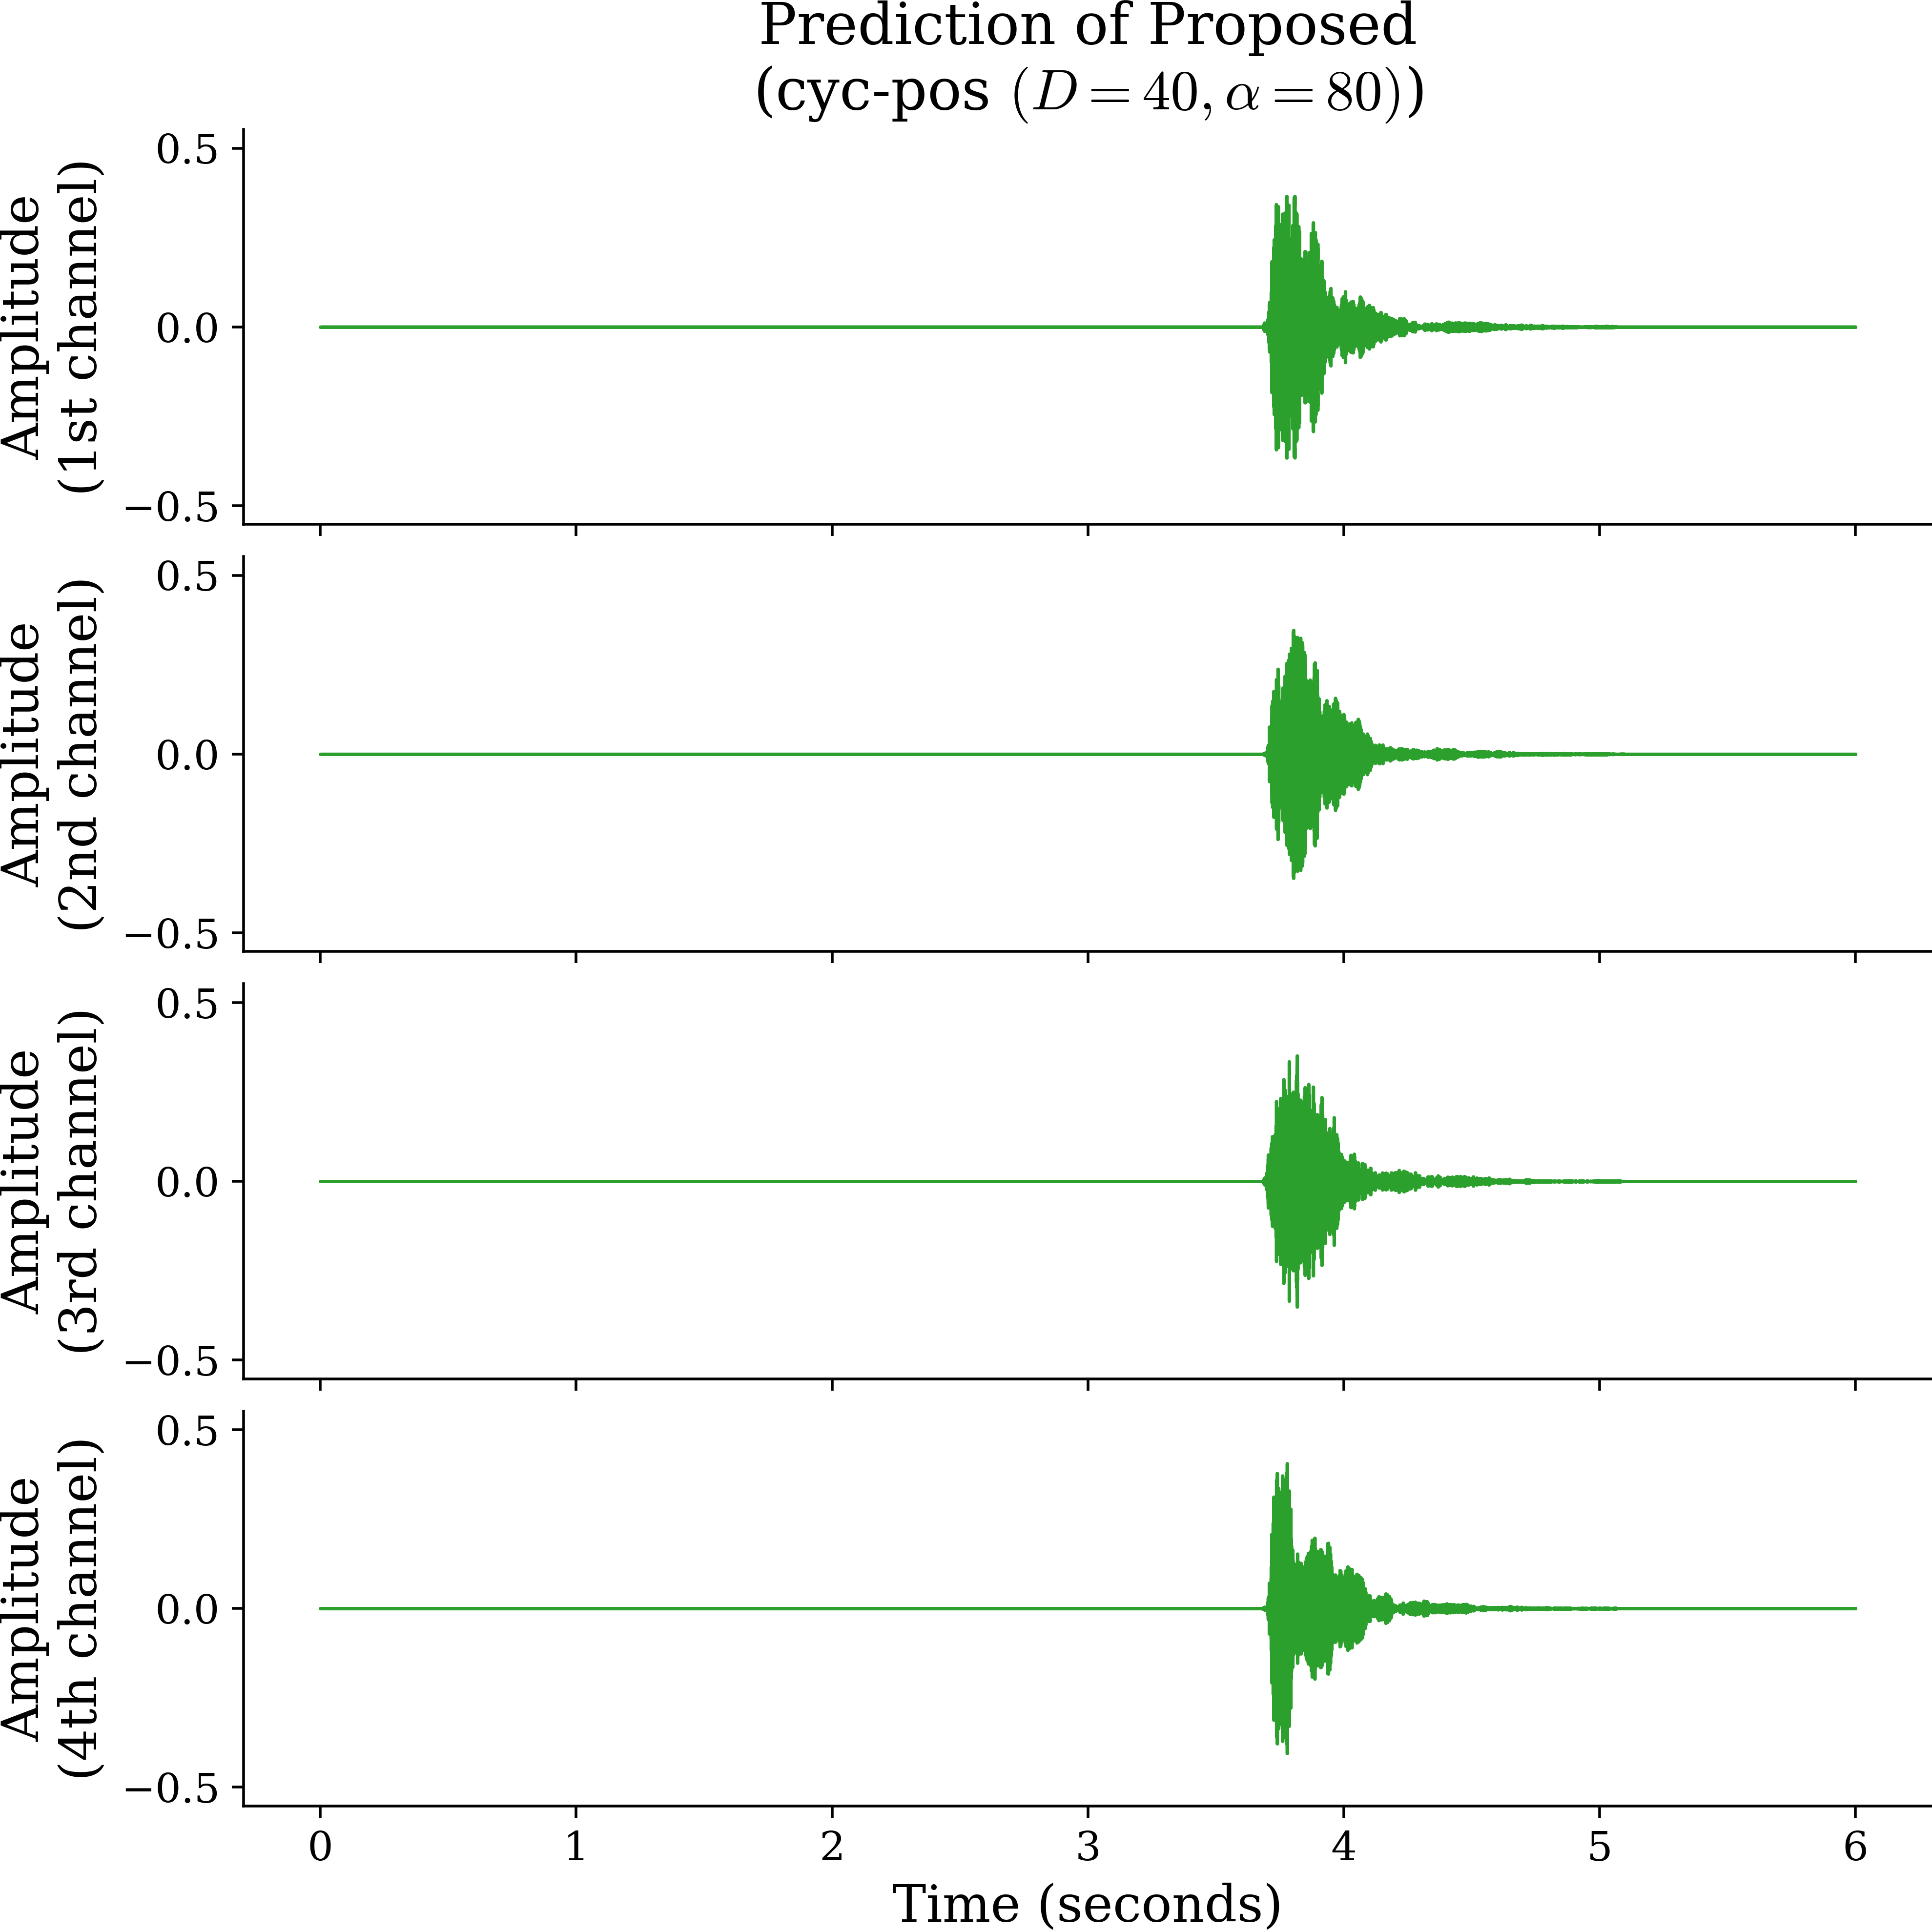 Prediction of Proposed
(cyc-pos (D = 40, α = 80))
Amplitude
(1st channel)
0.5
0.0
−0.5
Amplitude
(2nd channel)
0.5
0.0
−0.5
Amplitude
(3rd channel)
0.5
0.0
−0.5
Amplitude
(4th channel)
0.5
0.0
−0.5
0 1 2 3 4 5 6
Time (seconds)